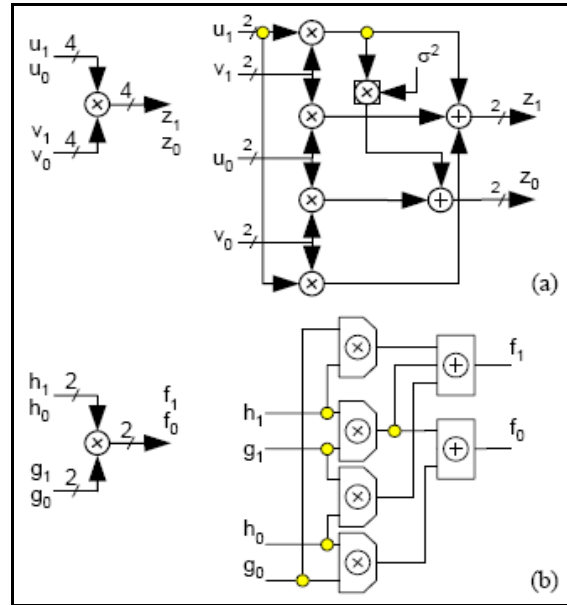 u₁ 4
u₀
4
z₁
z₀
v₁
v₀ 4
u₁ 2
v₁ 2
σ²
2 z₁
u₀ 2
2 z₀
v₀ 2
(a)
h₁ 2
h₀
2
f₁
f₀
g₁
g₀ 2
f₁
h₁
g₁
f₀
h₀
g₀
(b)